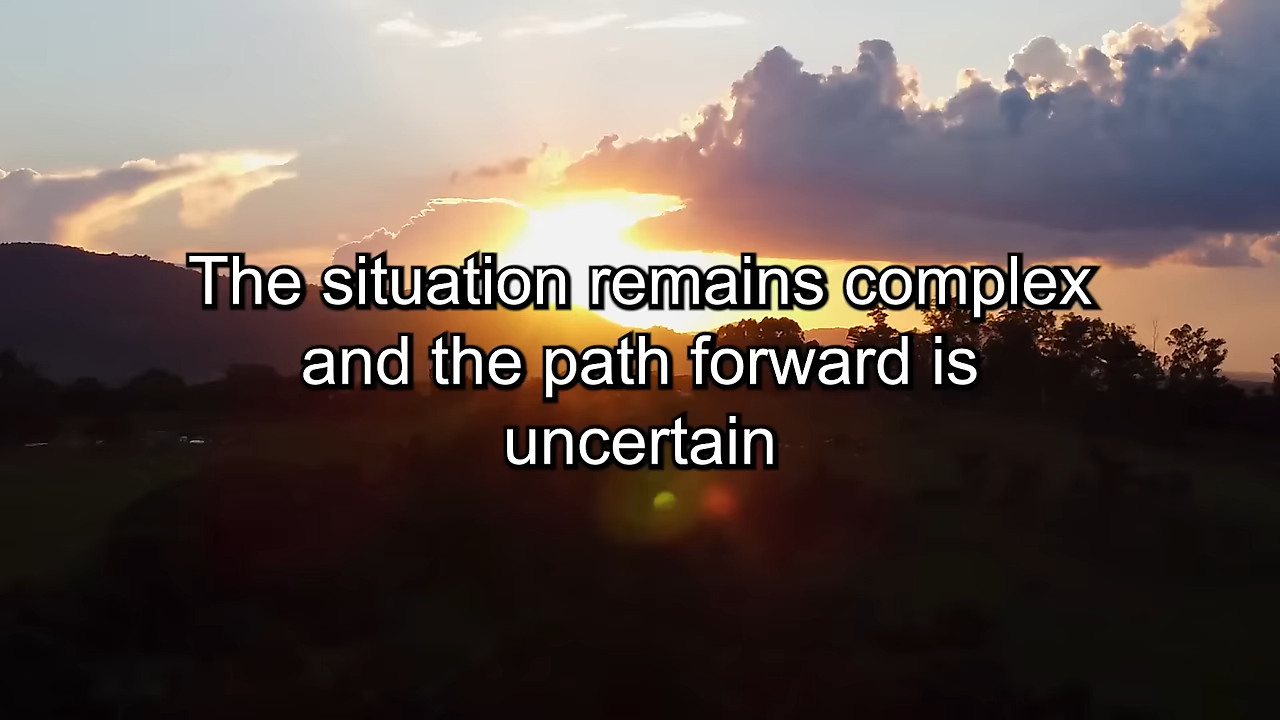 The situation remains complex
and the path forward is
uncertain